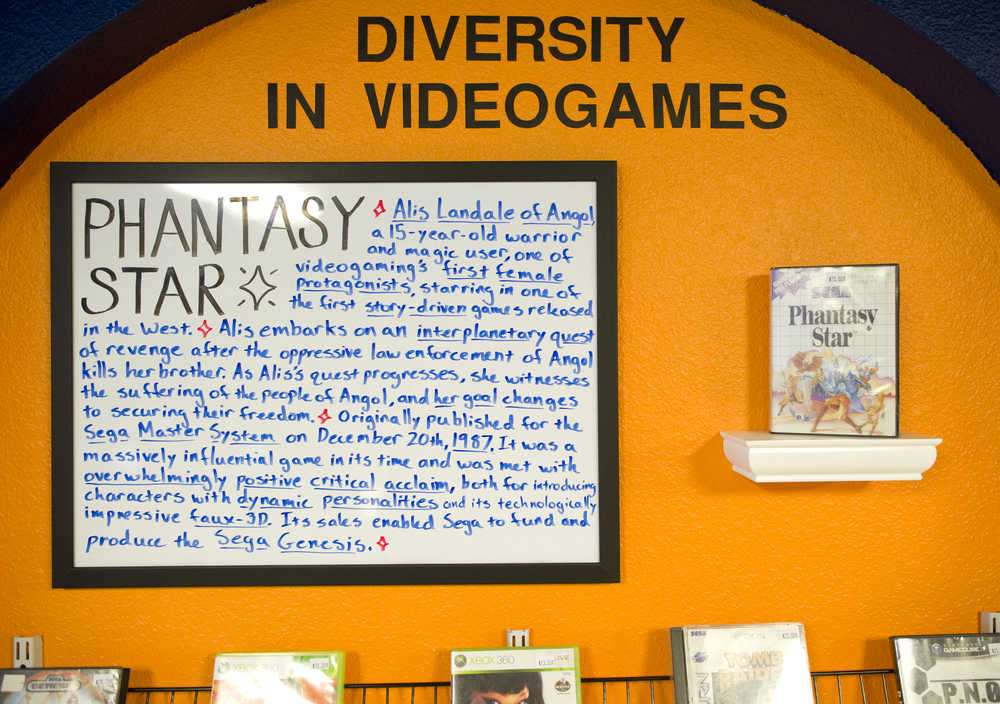 DIVERSITY
IN VIDEOGAMES
PHANTASY
STAR
Alis Landale of Angol,
a 15-year-old warrior
and magic user, one of
videogaming's first female
protagonists, starring in one of
the first story-driven games released
in the West. Alis embarks on an interplanetary quest
of revenge after the oppressive law enforcement of Angol
kills her brother. As Alis's quest progresses, she witnesses
the suffering of the people of Angol, and her goal changes
to securing their freedom. Originally published for the
Sega Master System on December 20th, 1987. It was a
massively influential game in its time and was met with
overwhelmingly positive critical acclaim, both for introducing
characters with dynamic personalities and its technologically
impressive faux-3D. Its sales enabled Sega to fund and
produce the Sega Genesis.
SEGA
Phantasy
Star
GENESIS
XBOX 360
XBOX 360 LIVE
SEGA
TOMB
RAIDER
GAMECUBE
P.N.O